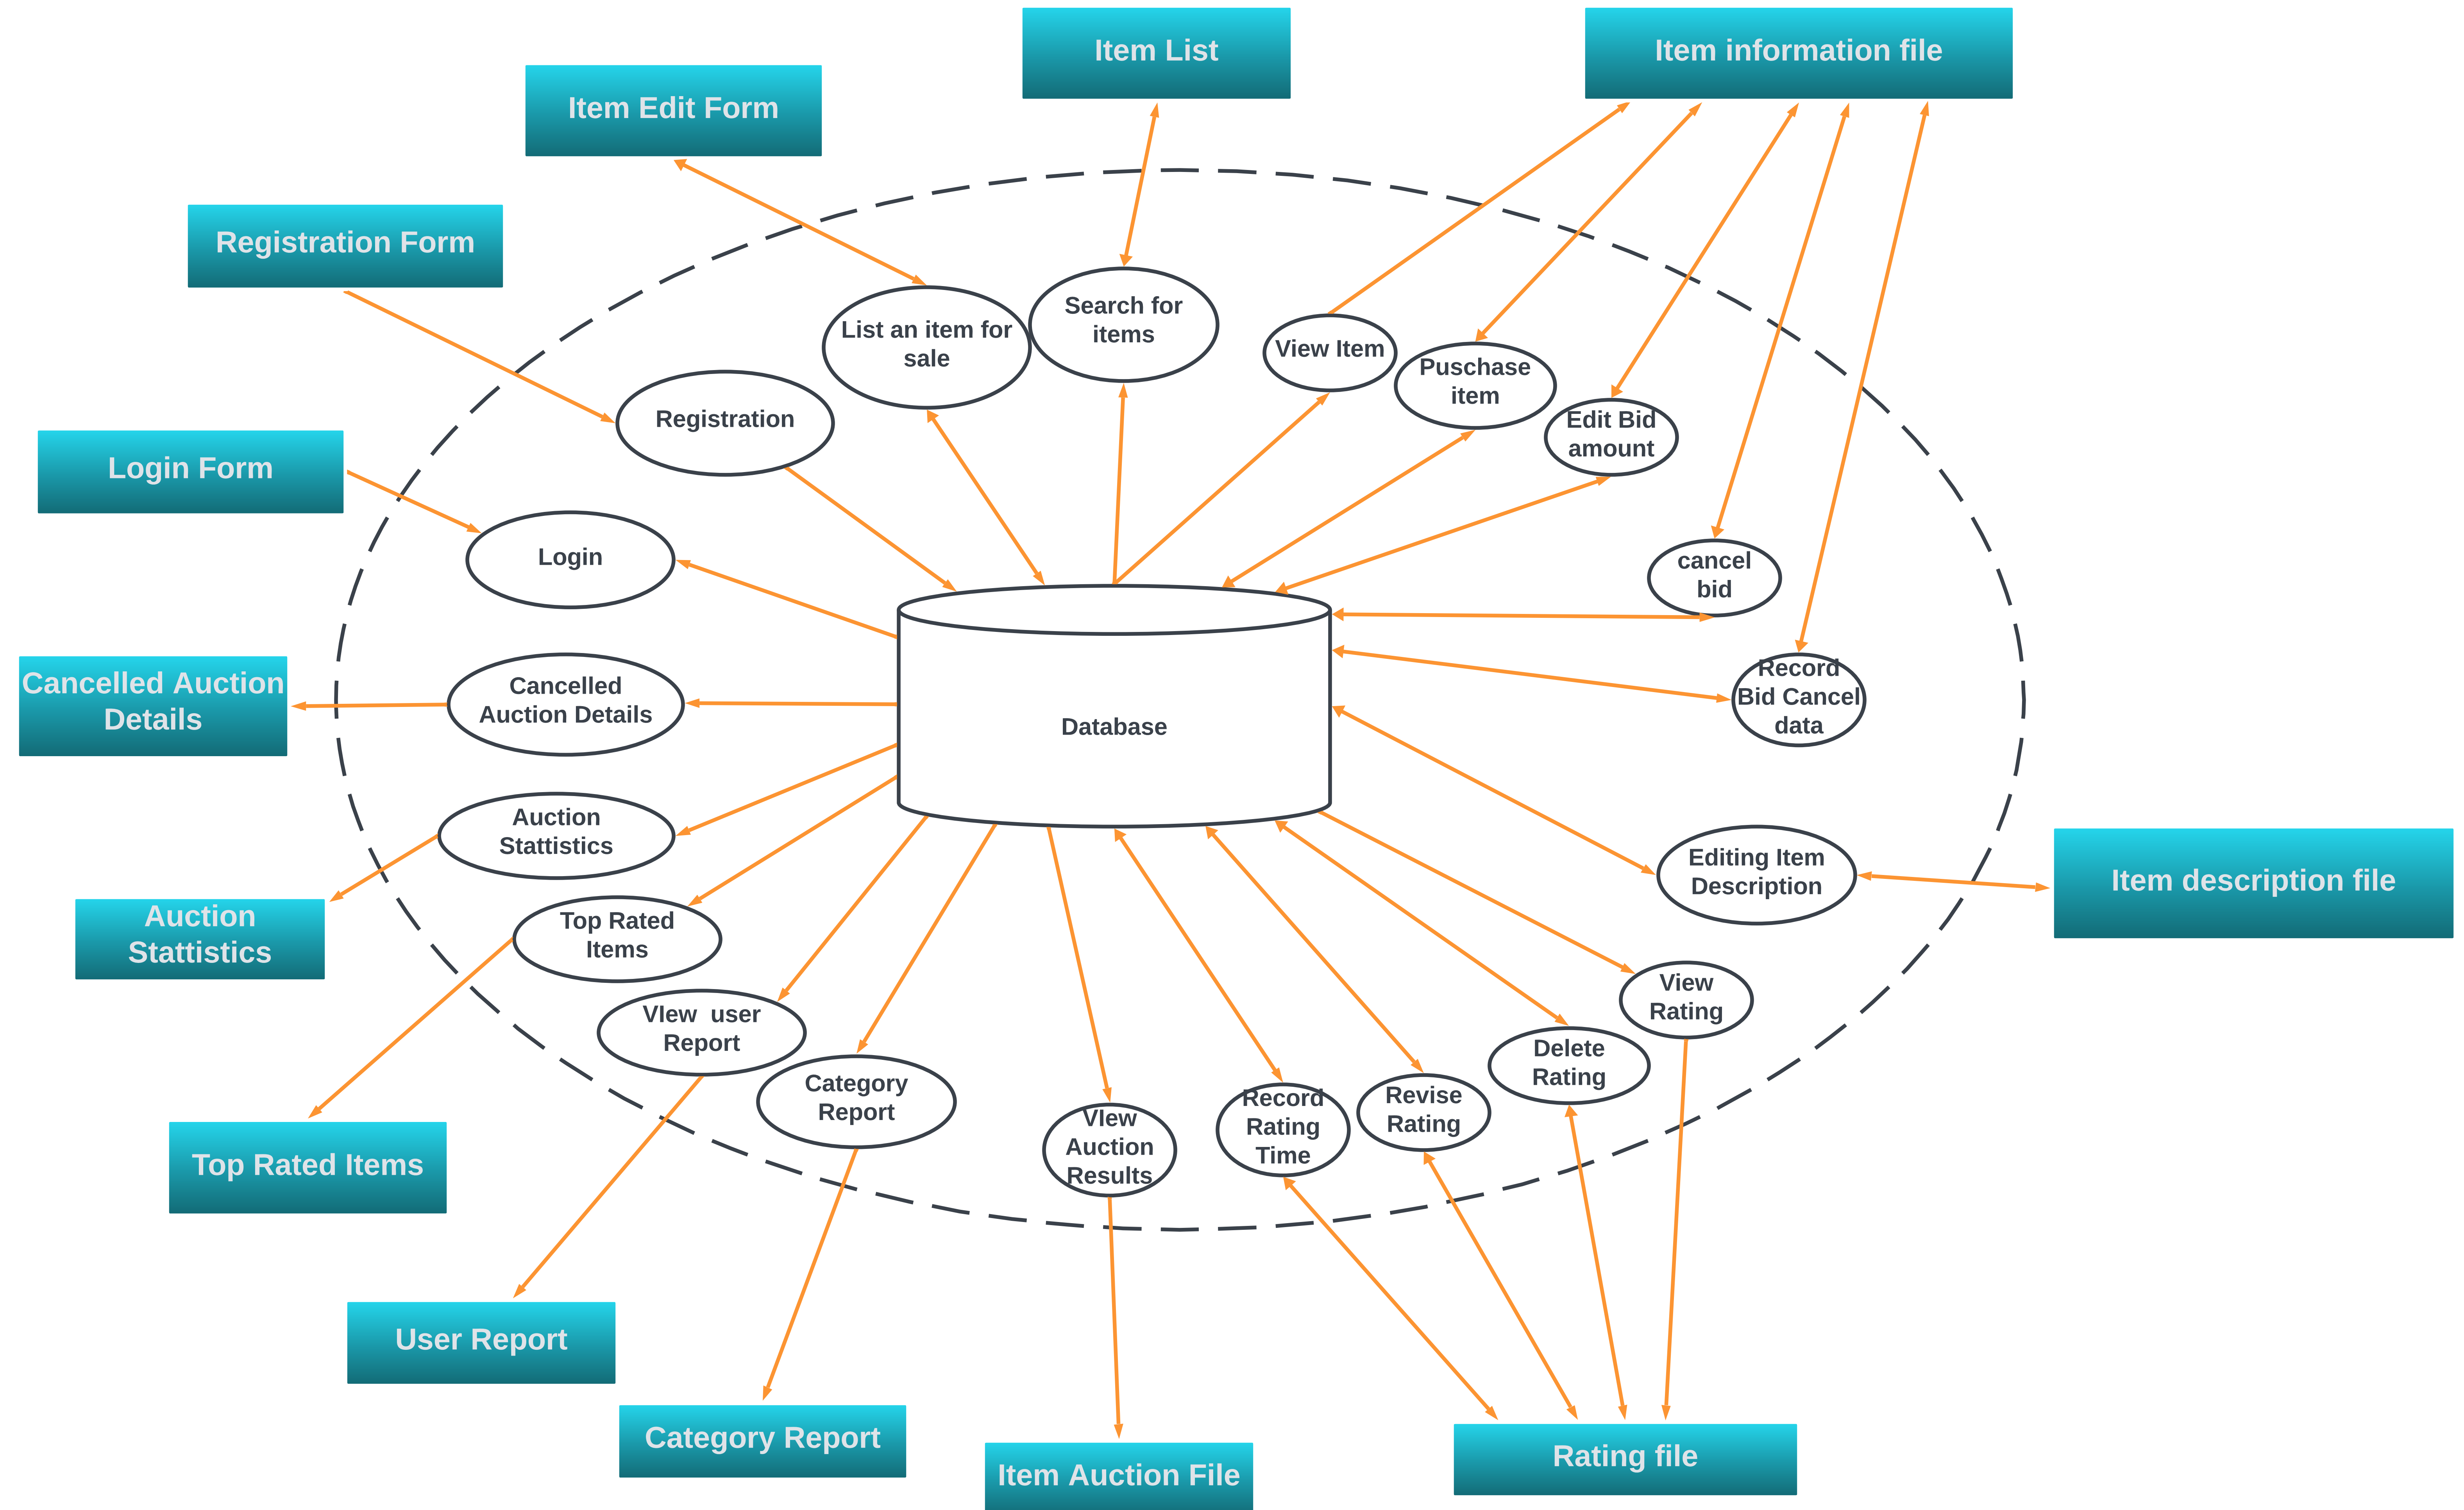 Item List
Item information file
Item Edit Form
Registration Form
Search for
items
List an item for
sale
View Item
Puschase
item
Registration
Edit Bid
amount
Login Form
Login
cancel
bid
Cancelled Auction
Details
Cancelled
Auction Details
Database
Record
Bid Cancel
data
Auction
Stattistics
Editing Item
Description
Item description file
Auction
Stattistics
Top Rated
Items
View
Rating
VIew  user
Report
Delete
Rating
Category
Report
Revise
Rating
Record
Rating
Time
VIew
Auction
Results
Top Rated Items
User Report
Category Report
Item Auction File
Rating file